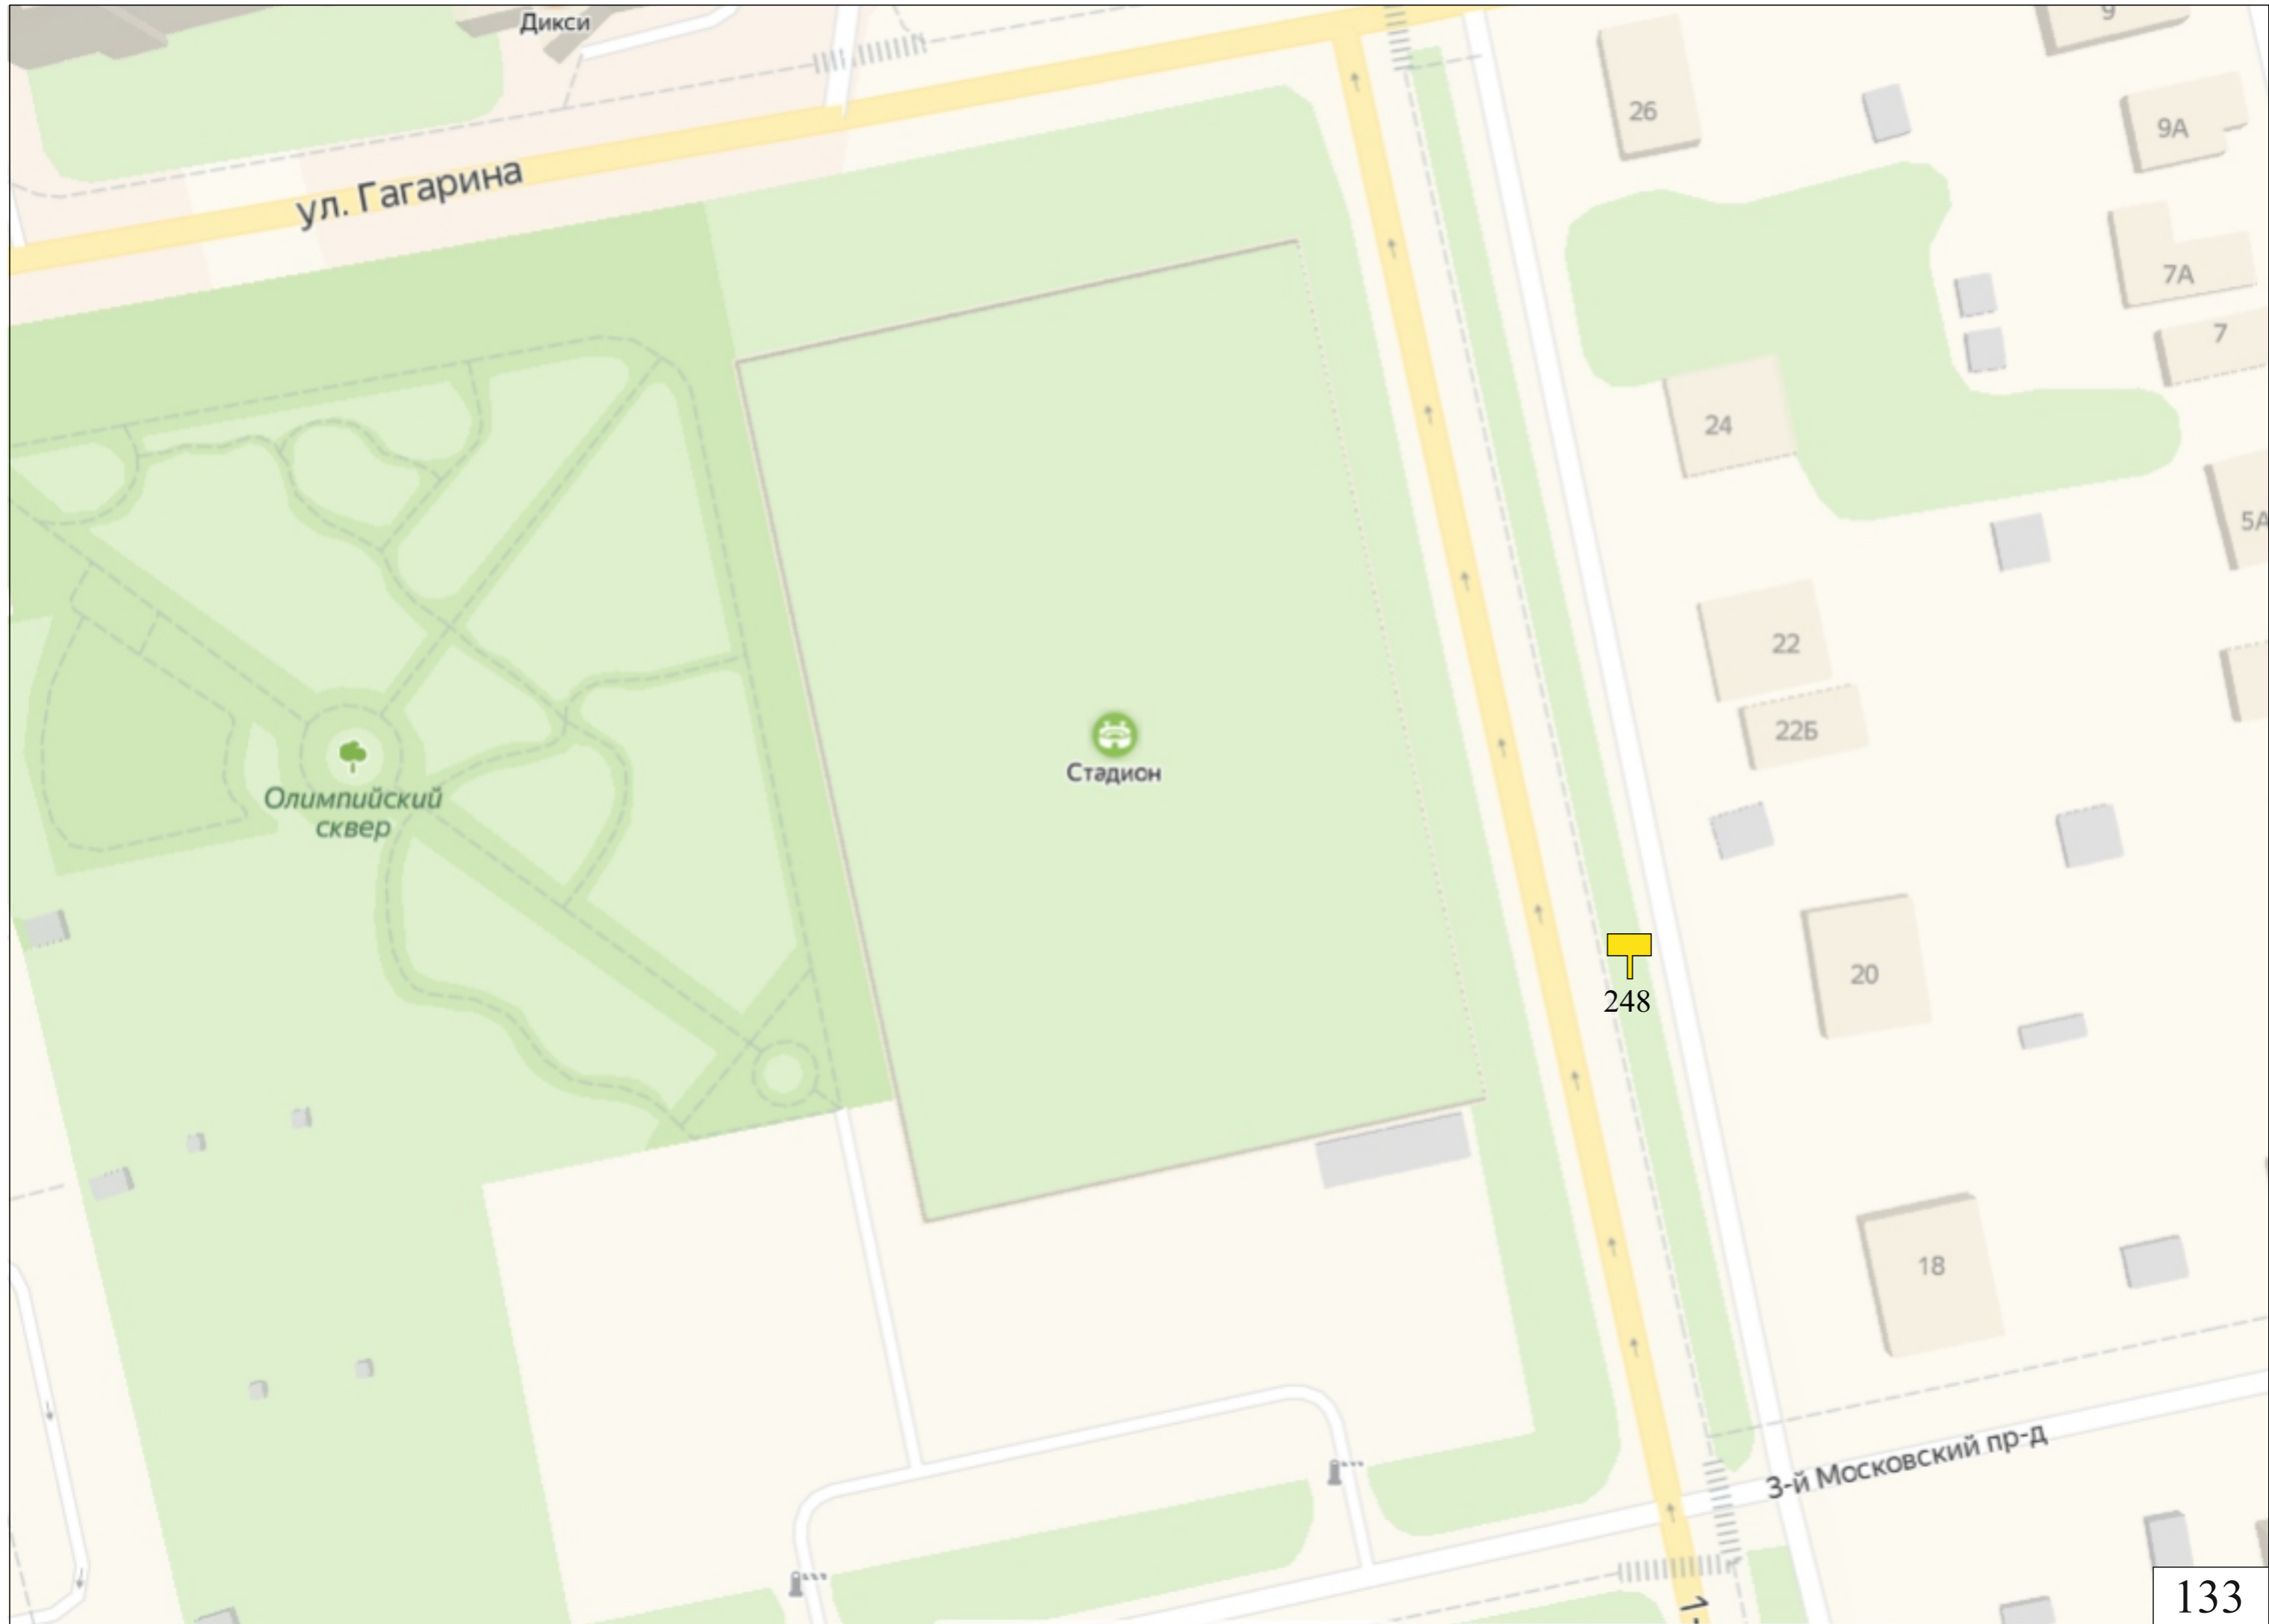 Дикси
9
26
9А
ул. Гагарина
7А
7
24
5А
22
22Б
Стадион
Олимпийский
сквер
248
20
18
3-й Московский пр-д
1-
133